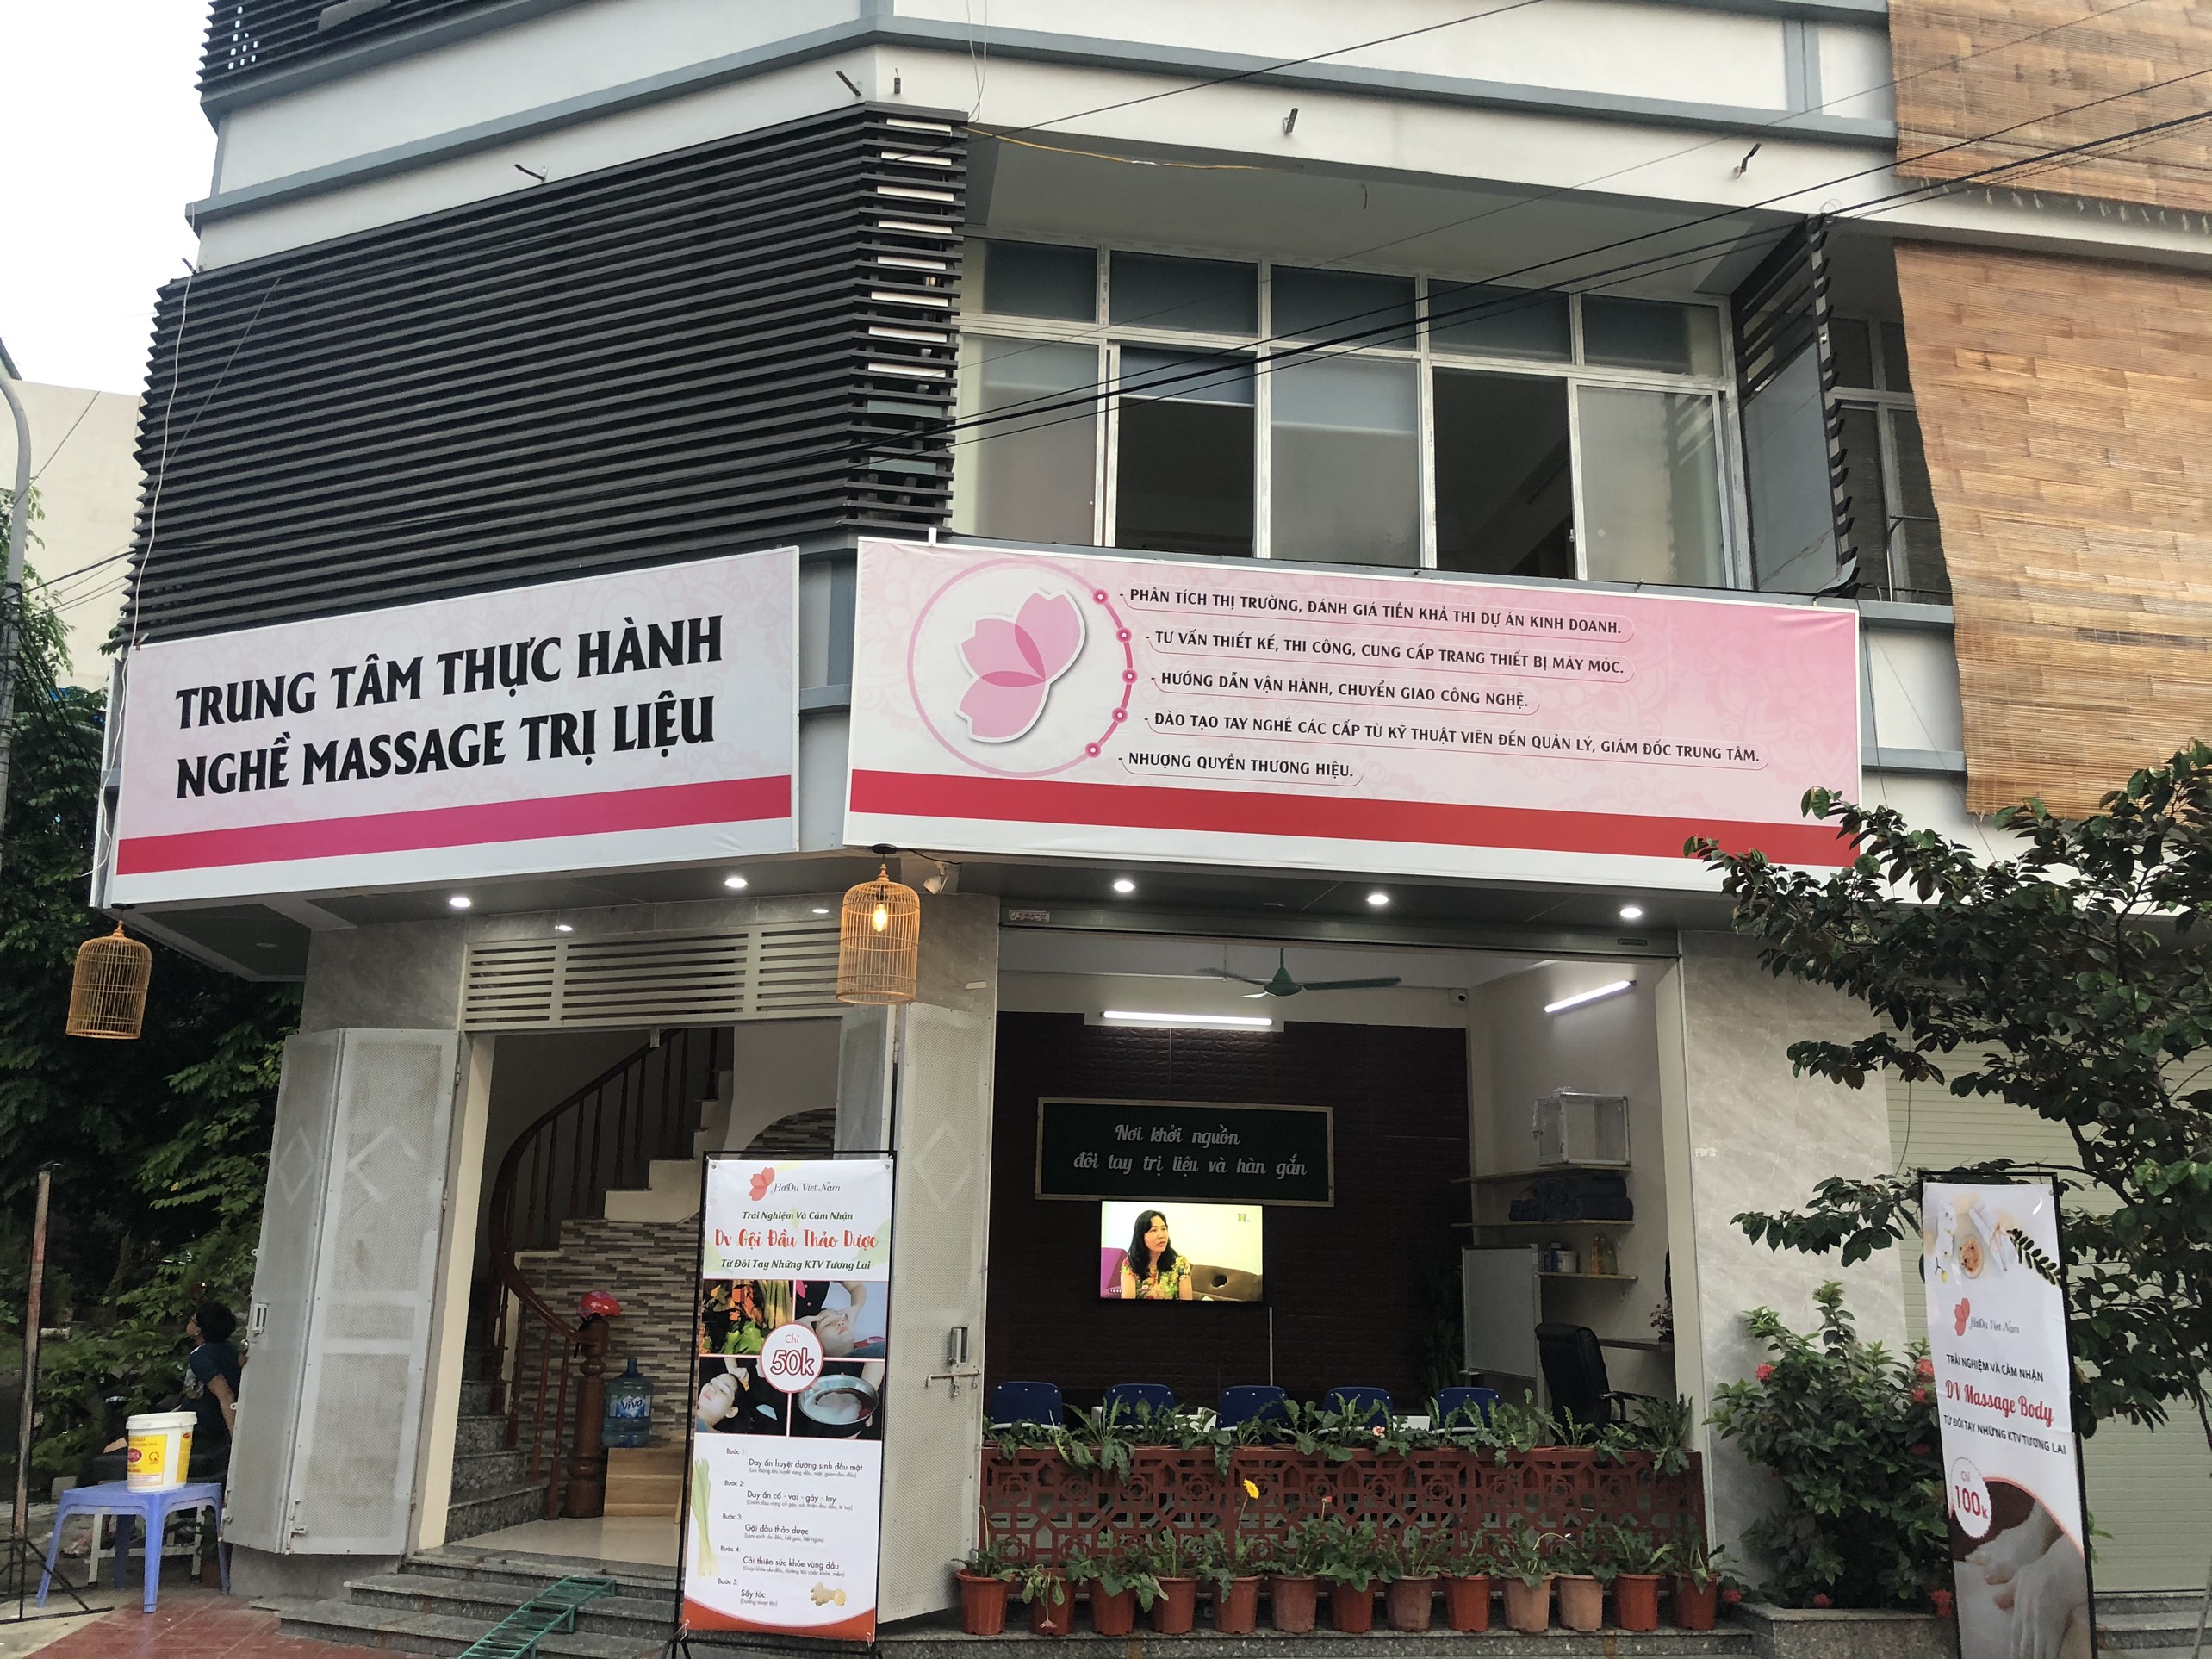 TRUNG TÂM THỰC HÀNH
NGHỀ MASSAGE TRỊ LIỆU
- PHÂN TÍCH THỊ TRƯỜNG, ĐÁNH GIÁ TIỀN KHẢ THI DỰ ÁN KINH DOANH.
- TƯ VẤN THIẾT KẾ, THI CÔNG, CUNG CẤP TRANG THIẾT BỊ MÁY MÓC.
- HƯỚNG DẪN VẬN HÀNH, CHUYỂN GIAO CÔNG NGHỆ.
- ĐÀO TẠO TAY NGHỀ CÁC CẤP TỪ KỸ THUẬT VIÊN ĐẾN QUẢN LÝ, GIÁM ĐỐC TRUNG TÂM.
- NHƯỢNG QUYỀN THƯƠNG HIỆU.
Nơi khởi nguồn
đôi tay trị liệu và hàn gắn
HaDu Viet Nam
Trải Nghiệm Và Cảm Nhận
Dv Gội Đầu Thảo Dược
Từ Đôi Tay Những KTV Tương Lai
Chỉ
50k
Bước 1:
Day ấn huyệt dưỡng sinh đầu mặt
Bước 2:
Day ấn cổ - vai - gáy - tay
Bước 3:
Gội đầu thảo dược
Bước 4:
Cải thiện sức khỏe vùng đầu
Bước 5:
Sấy tóc
Viva
HaDu Viet Nam
TRẢI NGHIỆM VÀ CẢM NHẬN
DV Massage Body
TỪ ĐÔI TAY NHỮNG KTV TƯƠNG LAI
Chỉ
100k